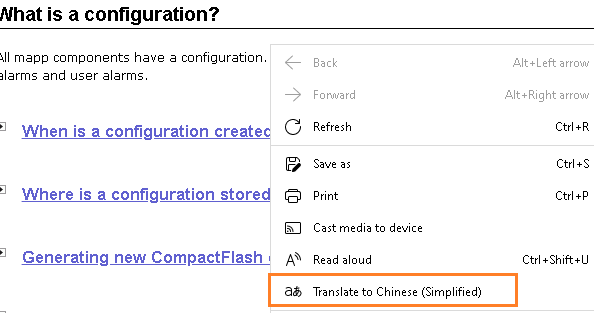 What is a configuration?
All mapp components have a configuration.
alarms and user alarms.
When is a configuration created
Where is a configuration stored
Generating new CompactFlash
Back Alt+Left arrow
Forward Alt+Right arrow
Refresh Ctrl+R
Save as Ctrl+S
Print Ctrl+P
Cast media to device
Read aloud Ctrl+Shift+U
Translate to Chinese (Simplified)